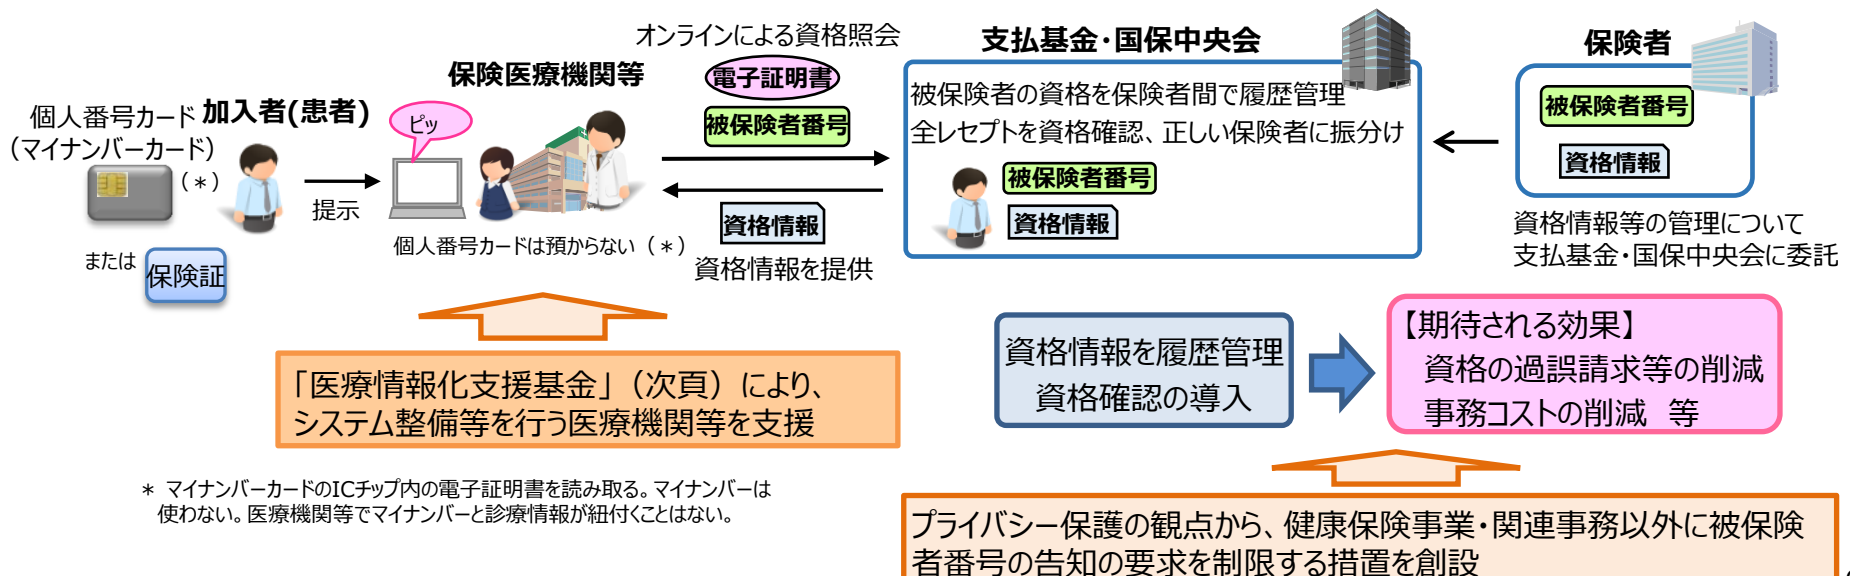 個人番号カード
（マイナンバーカード）
（＊）
加入者(患者)
または
保険証
提示
保険医療機関等
ピッ
個人番号カードは預からない（＊）
オンラインによる資格照会
電子証明書
被保険者番号
資格情報
資格情報を提供
支払基金・国保中央会
被保険者の資格を保険者間で履歴管理
全レセプトを資格確認、正しい保険者に振分け
被保険者番号
資格情報
保険者
被保険者番号
資格情報
資格情報等の管理について
支払基金・国保中央会に委託
「医療情報化支援基金」（次頁）により、
システム整備等を行う医療機関等を支援
資格情報を履歴管理
資格確認の導入
【期待される効果】
資格の過誤請求等の削減
事務コストの削減　等
＊ マイナンバーカードのICチップ内の電子証明書を読み取る。マイナンバーは
使わない。医療機関等でマイナンバーと診療情報が紐付くことはない。
プライバシー保護の観点から、健康保険事業・関連事務以外に被保険
者番号の告知の要求を制限する措置を創設